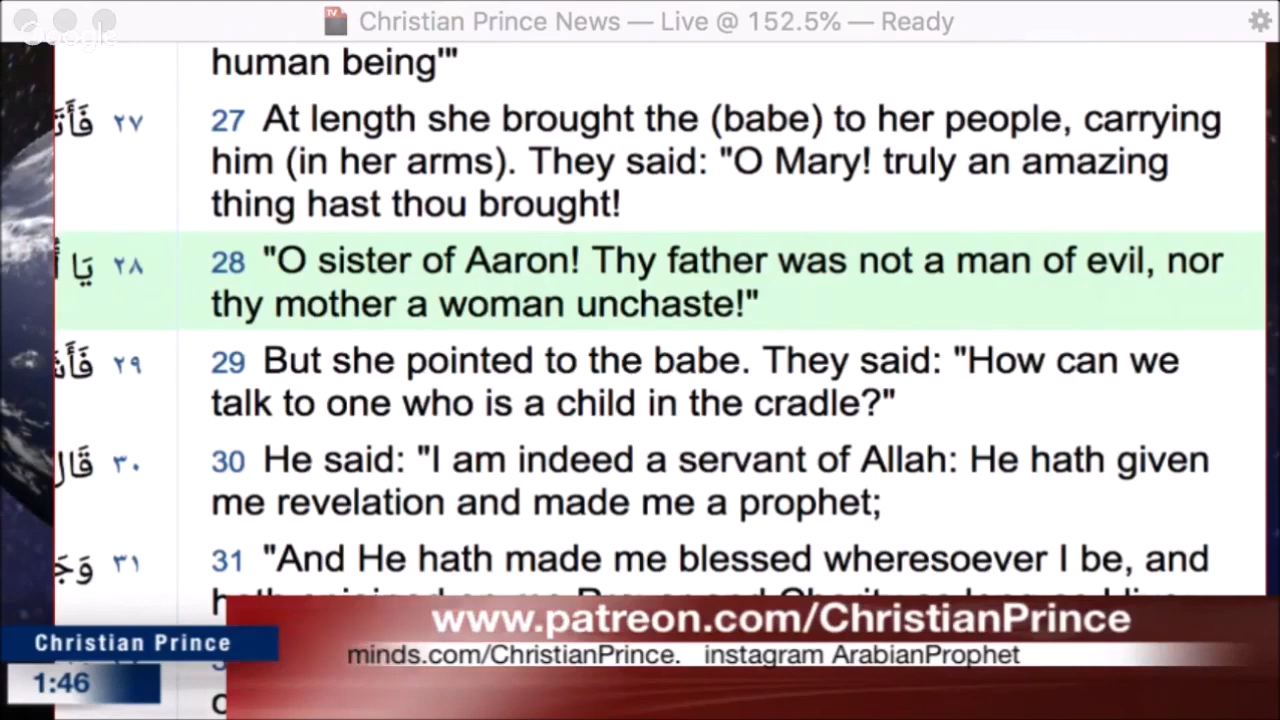 Christian Prince News — Live @ 152.5% — Ready
Google
human being'"
٢٧ 27 At length she brought the (babe) to her people, carrying
him (in her arms). They said: "O Mary! truly an amazing
thing hast thou brought!
يَا ٢٨ 28 "O sister of Aaron! Thy father was not a man of evil, nor
thy mother a woman unchaste!"
٢٩ 29 But she pointed to the babe. They said: "How can we
talk to one who is a child in the cradle?"
قَالَ ٣٠ 30 He said: "I am indeed a servant of Allah: He hath given
me revelation and made me a prophet;
٣١ 31 "And He hath made me blessed wheresoever I be, and
www.patreon.com/ChristianPrince
Christian Prince
minds.com/ChristianPrince. instagram ArabianProphet
1:46